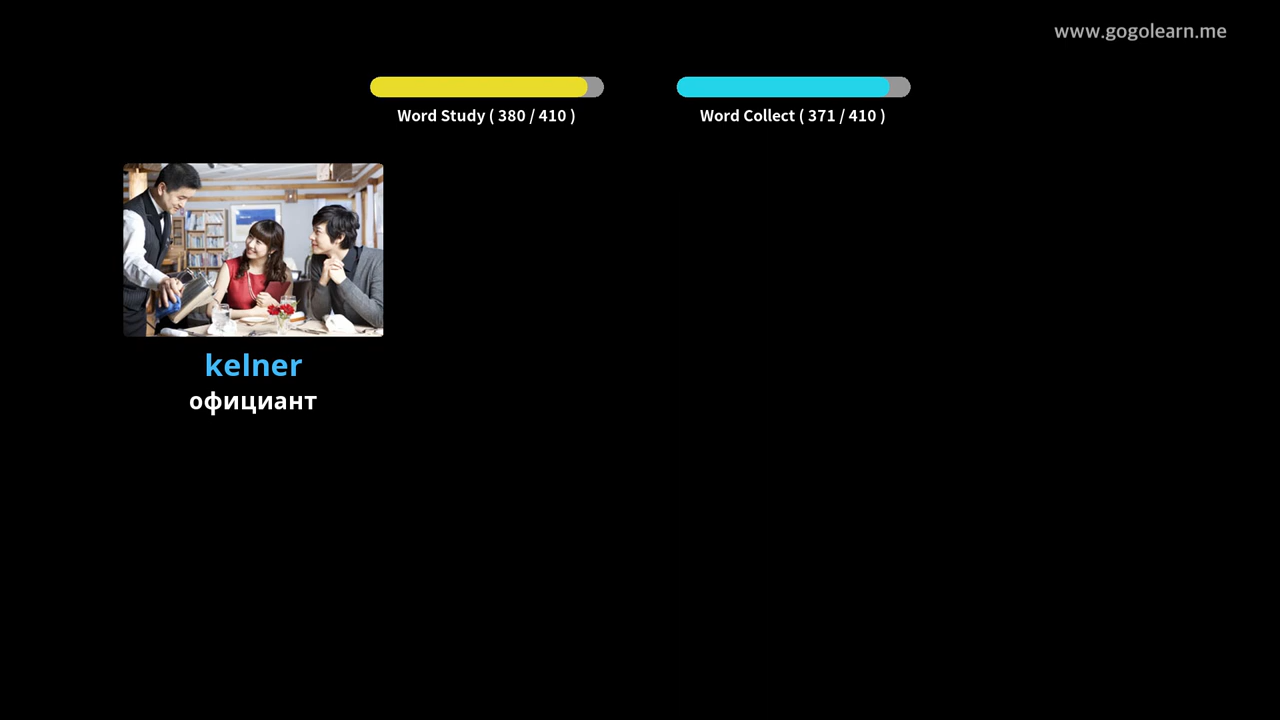 www.gogolearn.me
Word Study ( 380 / 410 )
Word Collect ( 371 / 410 )
kelner
официант